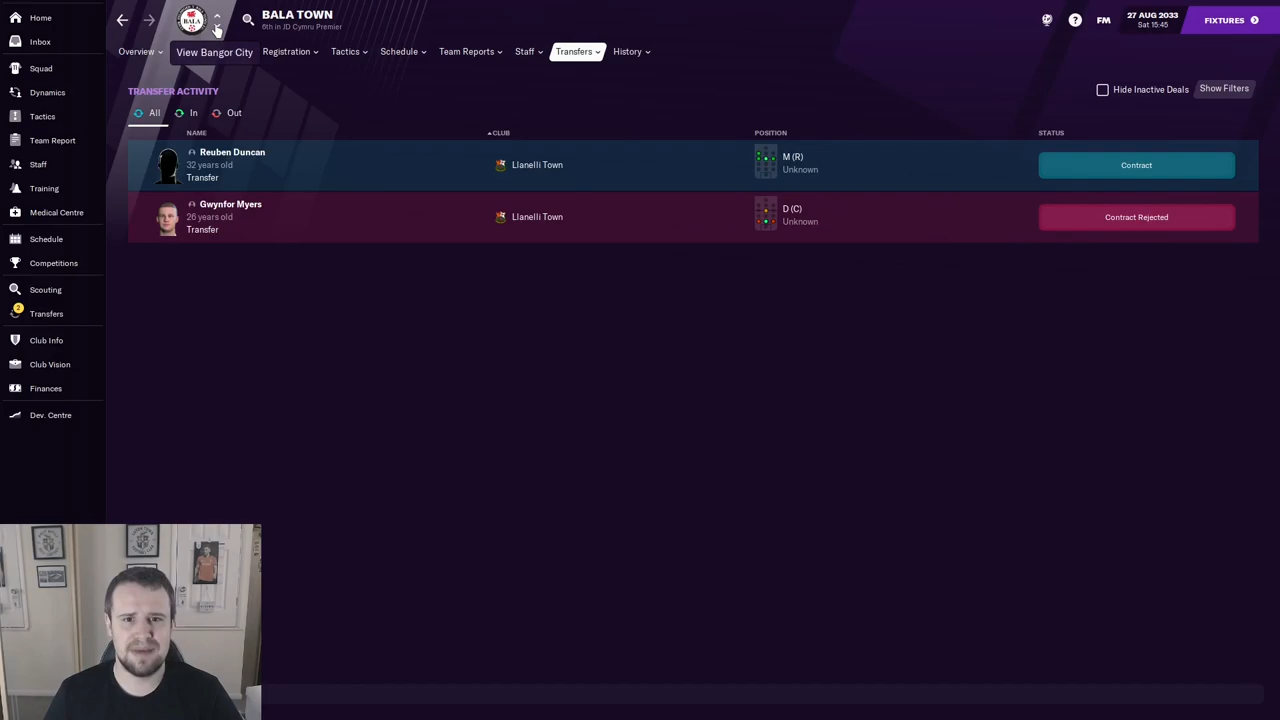 Home
Inbox
Squad
Dynamics
Tactics
Team Report
Staff
Training
Medical Centre
Schedule
Competitions
Scouting
2
Transfers
Club Info
Club Vision
Finances
Dev. Centre
BALA
BALA TOWN
6th in JD Cymru Premier
FM
27 AUG 2033
Sat 15:45
FIXTURES
Overview
View Bangor City
Registration
Tactics
Schedule
Team Reports
Staff
Transfers
History
TRANSFER ACTIVITY
Hide Inactive Deals
Show Filters
All
In
Out
NAME
CLUB
POSITION
STATUS
Reuben Duncan
32 years old
Transfer
Llanelli Town
M (R)
Unknown
Contract
Gwynfor Myers
26 years old
Transfer
Llanelli Town
D (C)
Unknown
Contract Rejected